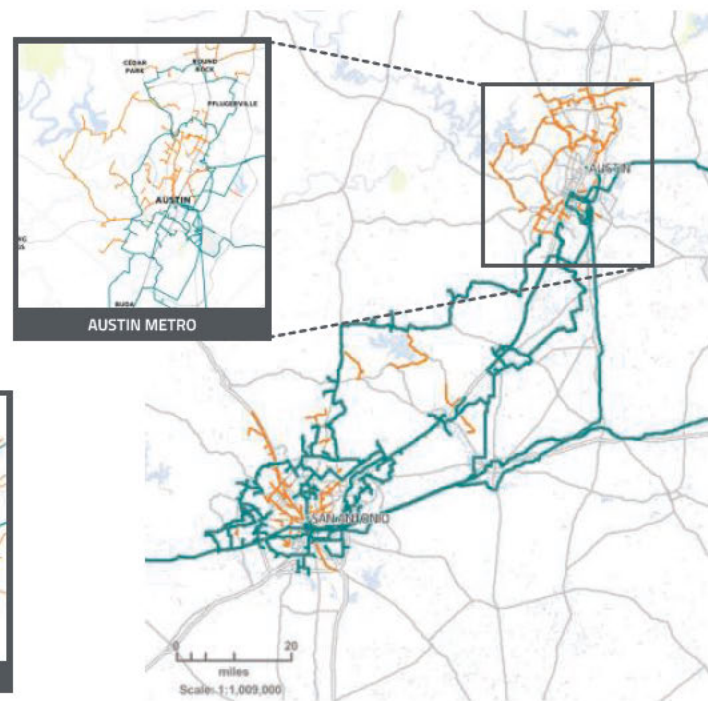 CEDAR
PARK
ROUND
ROCK
PFLUGERVILLE
AUSTIN
BUDA
AUSTIN METRO
AUSTIN
SAN ANTONIO
0 20
miles
Scale: 1:1,009,000